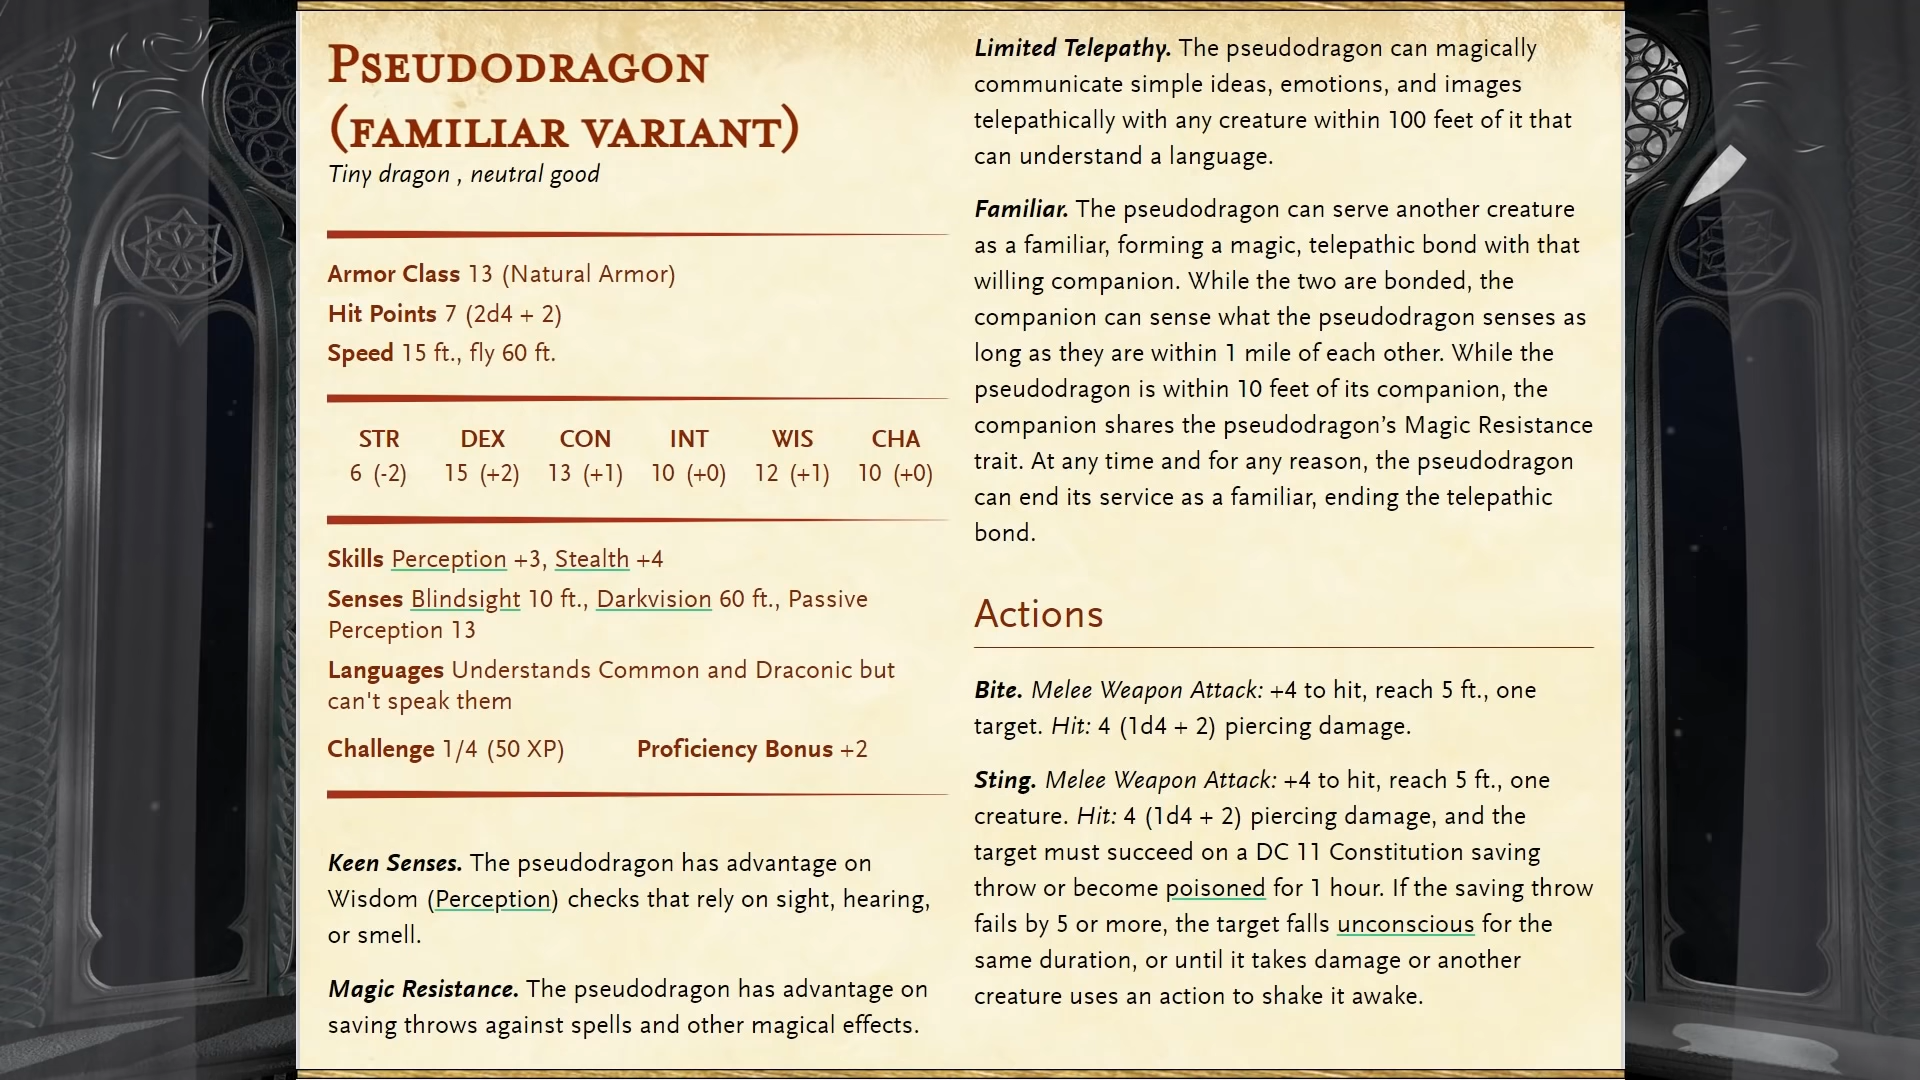 Pseudodragon
(familiar variant)
Tiny dragon , neutral good
Armor Class 13 (Natural Armor)
Hit Points 7 (2d4 + 2)
Speed 15 ft., fly 60 ft.
STR DEX CON INT WIS CHA
6 (-2) 15 (+2) 13 (+1) 10 (+0) 12 (+1) 10 (+0)
Skills Perception +3, Stealth +4
Senses Blindsight 10 ft., Darkvision 60 ft., Passive
Perception 13
Languages Understands Common and Draconic but
can't speak them
Challenge 1/4 (50 XP) Proficiency Bonus +2
Keen Senses. The pseudodragon has advantage on
Wisdom (Perception) checks that rely on sight, hearing,
or smell.
Magic Resistance. The pseudodragon has advantage on
saving throws against spells and other magical effects.
Limited Telepathy. The pseudodragon can magically
communicate simple ideas, emotions, and images
telepathically with any creature within 100 feet of it that
can understand a language.
Familiar. The pseudodragon can serve another creature
as a familiar, forming a magic, telepathic bond with that
willing companion. While the two are bonded, the
companion can sense what the pseudodragon senses as
long as they are within 1 mile of each other. While the
pseudodragon is within 10 feet of its companion, the
companion shares the pseudodragon’s Magic Resistance
trait. At any time and for any reason, the pseudodragon
can end its service as a familiar, ending the telepathic
bond.
Actions
Bite. Melee Weapon Attack: +4 to hit, reach 5 ft., one
target. Hit: 4 (1d4 + 2) piercing damage.
Sting. Melee Weapon Attack: +4 to hit, reach 5 ft., one
creature. Hit: 4 (1d4 + 2) piercing damage, and the
target must succeed on a DC 11 Constitution saving
throw or become poisoned for 1 hour. If the saving throw
fails by 5 or more, the target falls unconscious for the
same duration, or until it takes damage or another
creature uses an action to shake it awake.